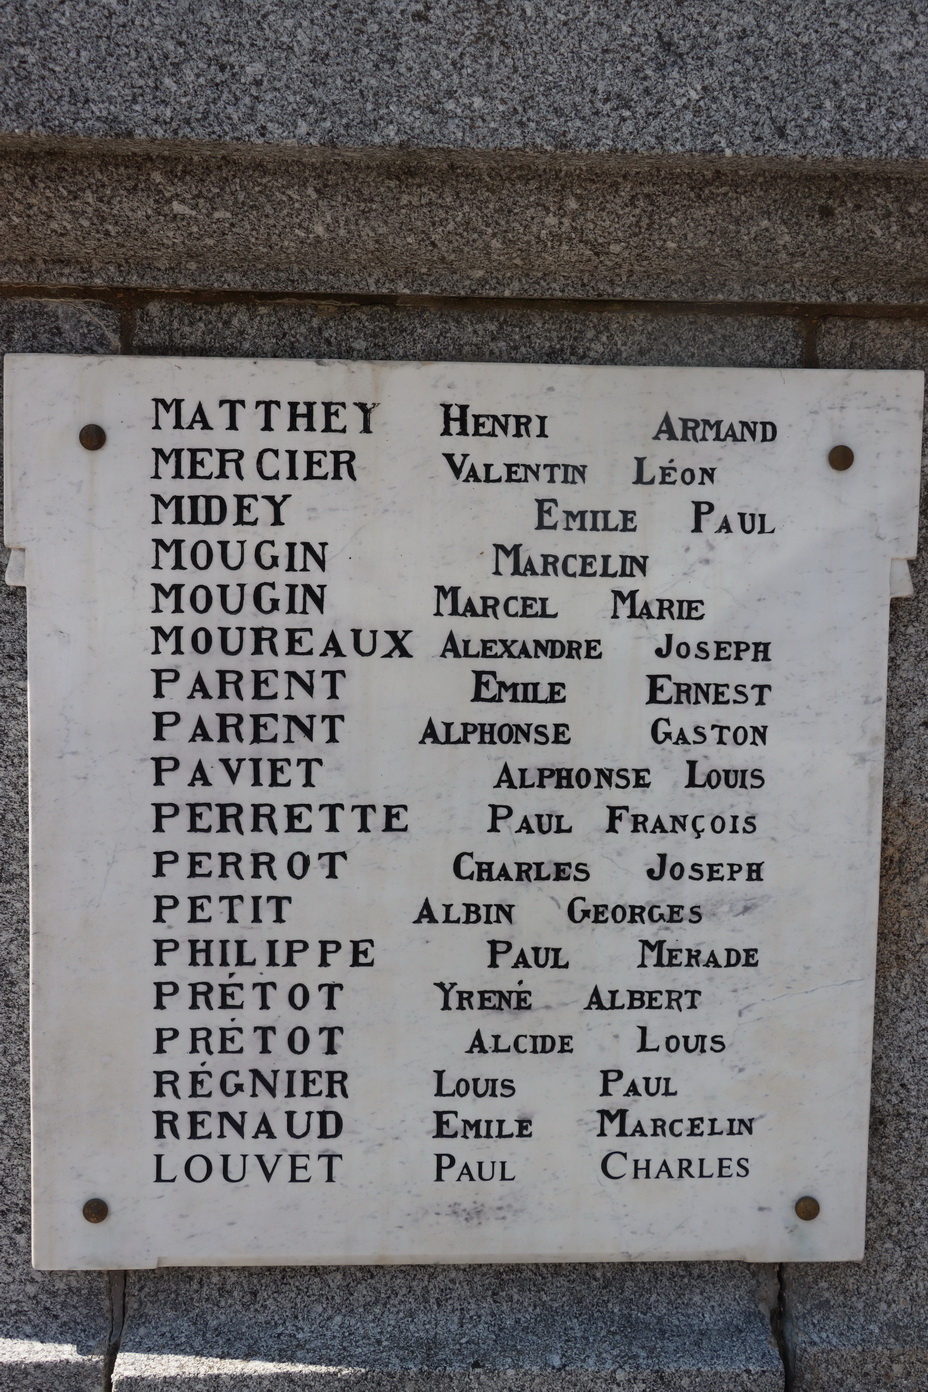 MATTHEY HENRI ARMAND
MERCIER VALENTIN LÉON
MIDEY EMILE PAUL
MOUGIN MARCELIN
MOUGIN MARCEL MARIE
MOUREAUX ALEXANDRE JOSEPH
PARENT EMILE ERNEST
PARENT ALPHONSE GASTON
PAVIET ALPHONSE LOUIS
PERRETTE PAUL FRANÇOIS
PERROT CHARLES JOSEPH
PETIT ALBIN GEORGES
PHILIPPE PAUL MERADE
PRÉTOT YRENÉ ALBERT
PRÉTOT ALCIDE LOUIS
RÉGNIER LOUIS PAUL
RENAUD EMILE MARCELIN
LOUVET PAUL CHARLES